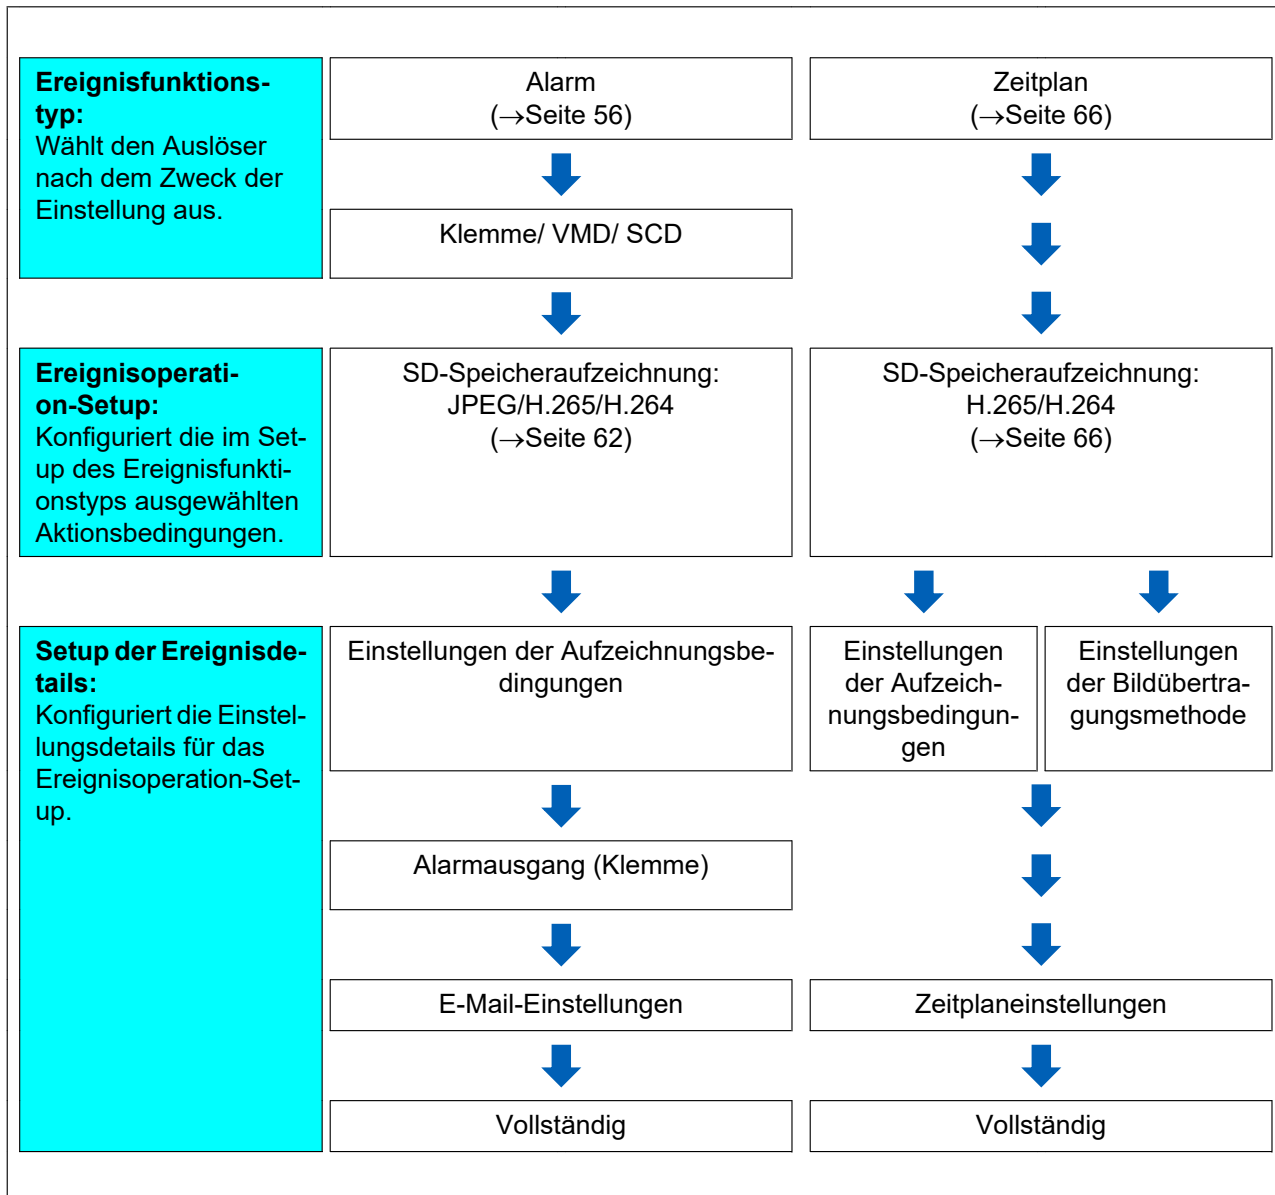 Ereignisfunktions-
typ:
Wählt den Auslöser
nach dem Zweck der
Einstellung aus.
Alarm
(→Seite 56)
Zeitplan
(→Seite 66)
Klemme/ VMD/ SCD
Ereignisoperati-
on-Setup:
Konfiguriert die im Set-
up des Ereignisfunkti-
onstyps ausgewählten
Aktionsbedingungen.
SD-Speicheraufzeichnung:
JPEG/H.265/H.264
(→Seite 62)
SD-Speicheraufzeichnung:
H.265/H.264
(→Seite 66)
Setup der Ereignisde-
tails:
Konfiguriert die Einstel-
lungsdetails für das
Ereignisoperation-Set-
up.
Einstellungen der Aufzeichnungsbe-
dingungen
Einstellungen
der Aufzeich-
nungsbedingun-
gen
Einstellungen
der Bildübertra-
gungsmethode
Alarmausgang (Klemme)
E-Mail-Einstellungen
Zeitplaneinstellungen
Vollständig
Vollständig